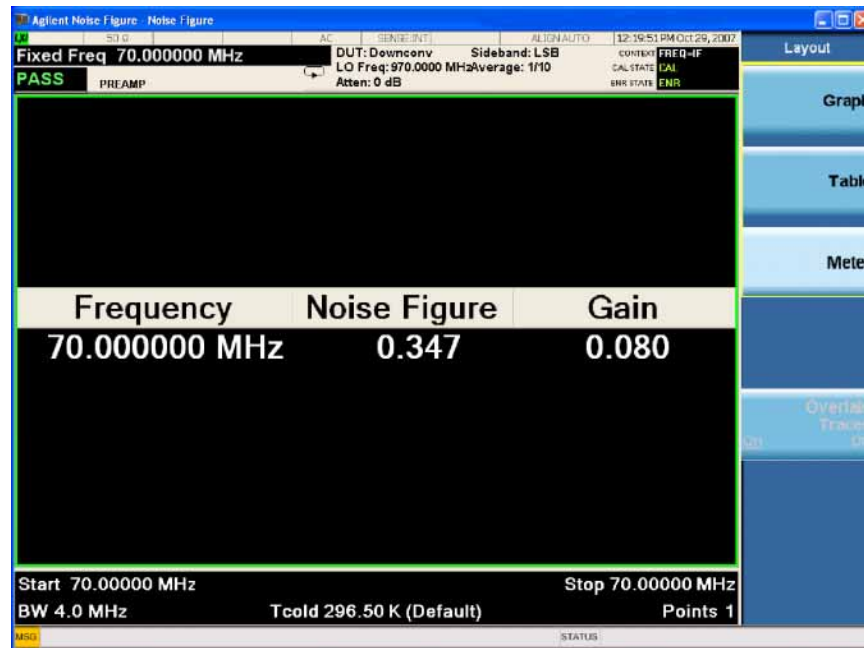 Agilent Noise Figure - Noise Figure
50 Ω AC SENSE:INT ALIGN AUTO 12:19:51 PM Oct 29, 2007
Fixed Freq 70.000000 MHz
DUT: Downconv Sideband: LSB
LO Freq: 970.0000 MHz Average: 1/10
Atten: 0 dB
CONTEXT FREQ=IF
CAL STATE CAL
ENR STATE ENR
PASS PREAMP
Layout
Graph
Table
Mete
Frequency Noise Figure Gain
70.000000 MHz 0.347 0.080
On
Start 70.00000 MHz Stop 70.00000 MHz
BW 4.0 MHz Tcold 296.50 K (Default) Points 1
MSG STATUS